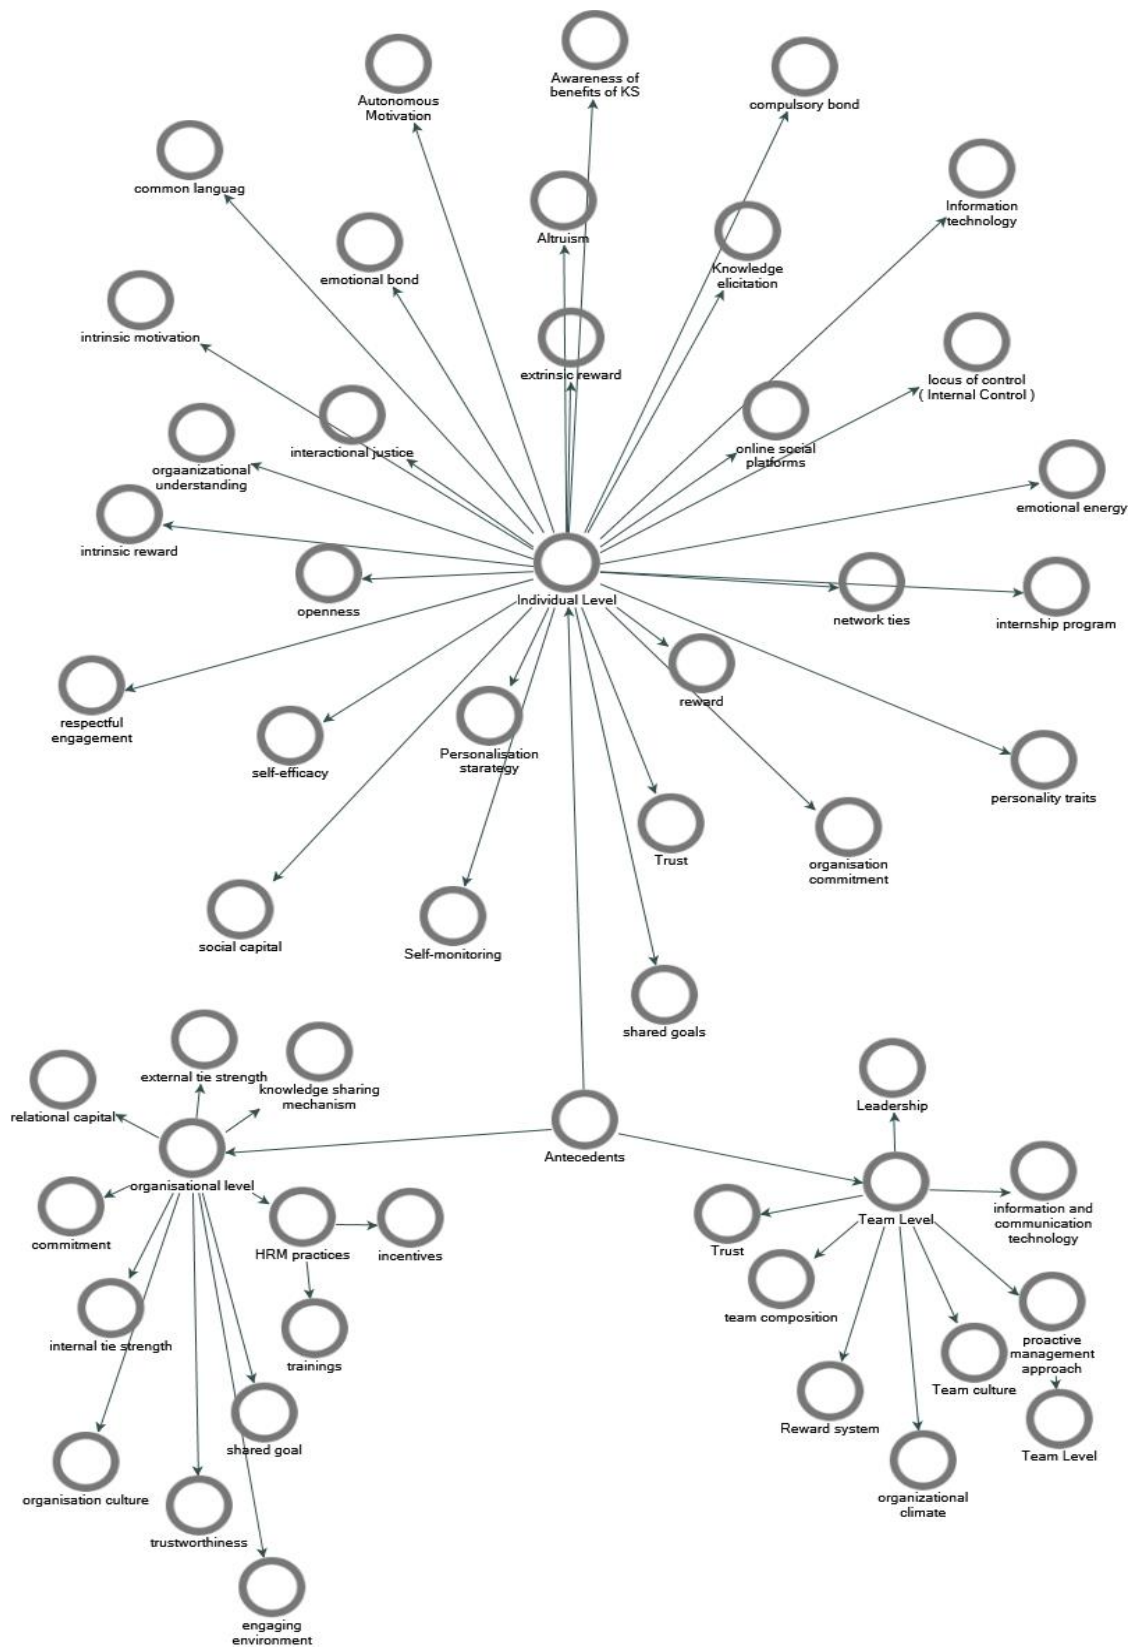 Awareness of
benefits of KS
Autonomous
Motivation
compulsory bond
common languag
Information
technology
Altruism
emotional bond
Knowledge
elicitation
intrinsic motivation
extrinsic reward
locus of control
( Internal Control )
interactional justice
online social
platforms
orgaanizational
understanding
emotional energy
intrinsic reward
openness
Individual Level
network ties
internship program
respectful
engagement
reward
self-efficacy
Personalisation
starategy
personality traits
Trust
organisation
commitment
social capital
Self-monitoring
shared goals
external tie strength
knowledge sharing
mechanism
relational capital
Leadership
Antecedents
organisational level
commitment
HRM practices
incentives
Team Level
information and
communication
technology
Trust
team composition
internal tie strength
trainings
proactive
management
approach
Team culture
Reward system
Team Level
shared goal
organisation culture
organizational
climate
trustworthiness
engaging
environment